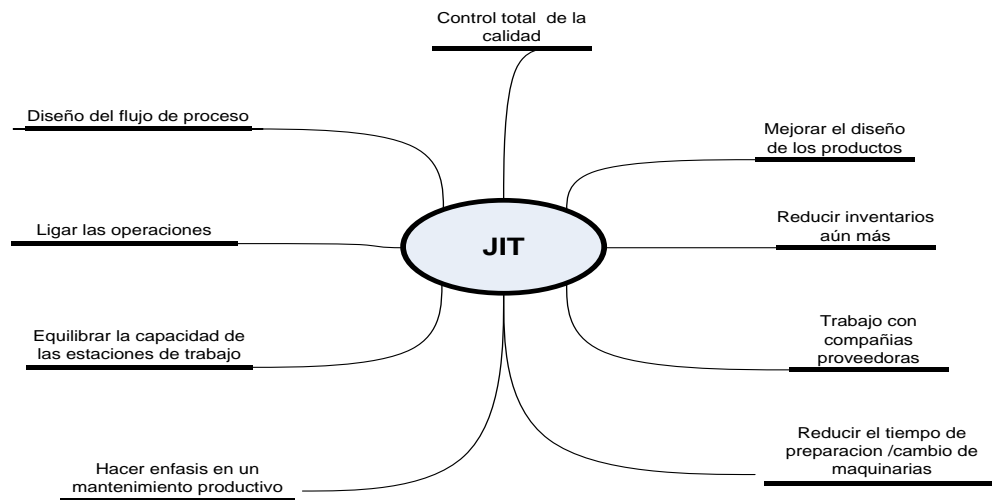 Control total de la
calidad
Diseño del flujo de proceso
Mejorar el diseño
de los productos
Ligar las operaciones
JIT
Reducir inventarios
aún más
Equilibrar la capacidad de
las estaciones de trabajo
Trabajo con
compañias
proveedoras
Hacer enfasis en un
mantenimiento productivo
Reducir el tiempo de
preparacion /cambio de
maquinarias